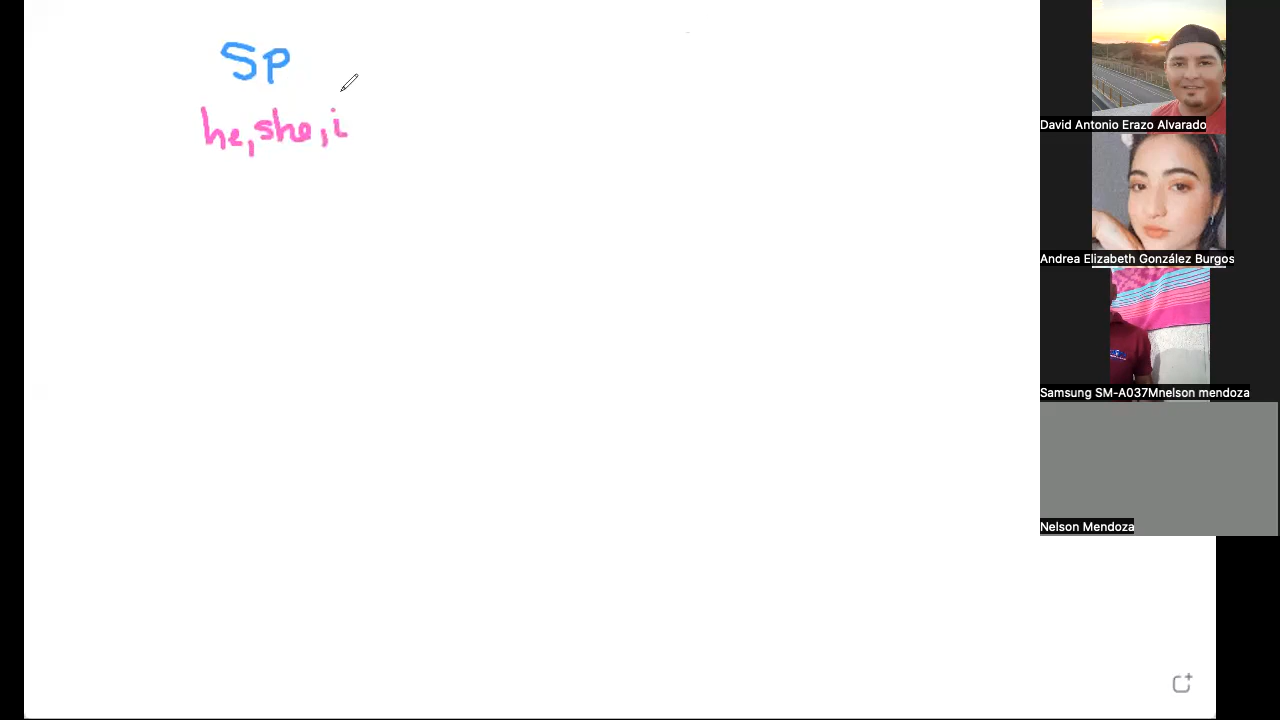 Sp
he, she, i
David Antonio Erazo Alvarado
Andrea Elizabeth González Burgos
Samsung SM-A037Mnelson mendoza
Nelson Mendoza